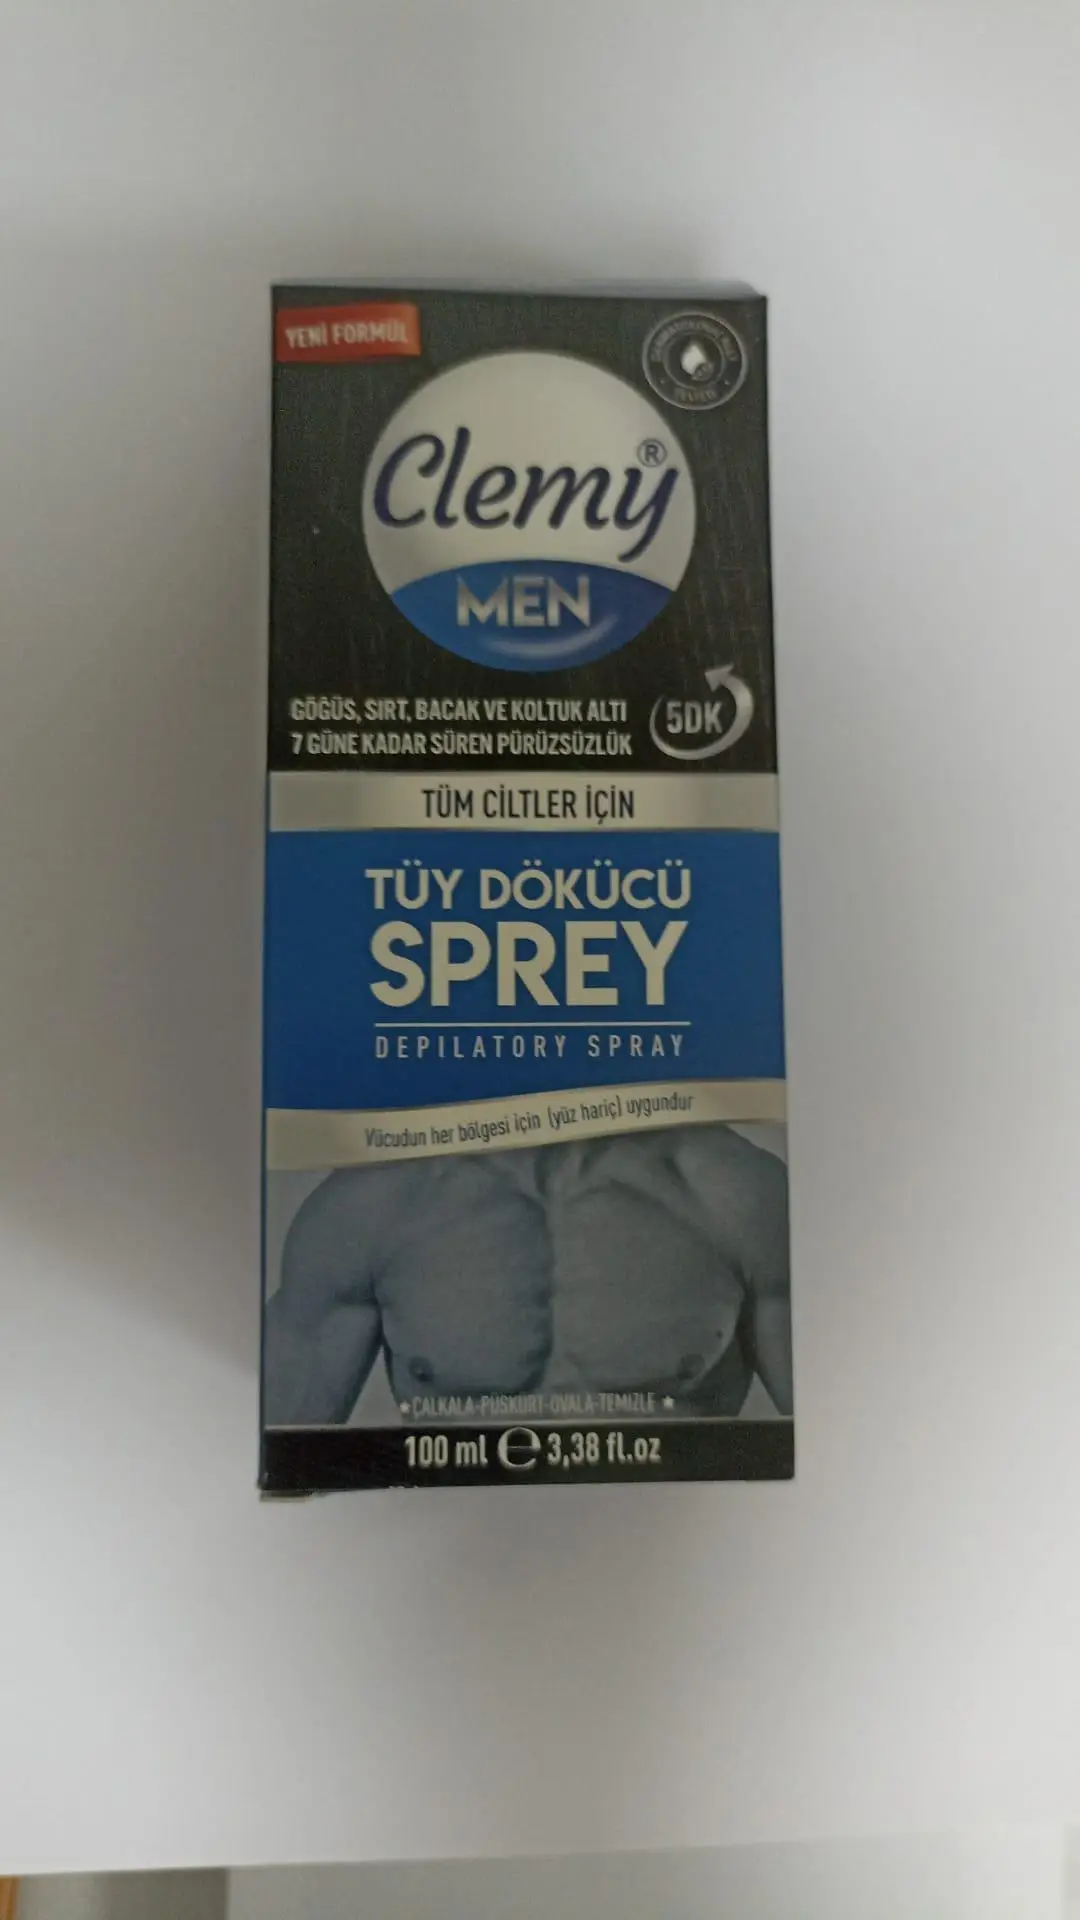 YENİ FORMÜL
Clemy®
MEN
GÖĞÜS, SIRT, BACAK VE KOLTUK ALTI
7 GÜNE KADAR SÜREN PÜRÜZSÜZLÜK
5DK
TÜM CİLTLER İÇİN
TÜY DÖKÜCÜ
SPREY
DEPILATORY SPRAY
Vücudun her bölgesi için (yüz hariç) uygundur
★ÇALKALA-PÜSKÜRT-OVALA-TEMİZLE ★
100 ml ℮ 3,38 fl.oz